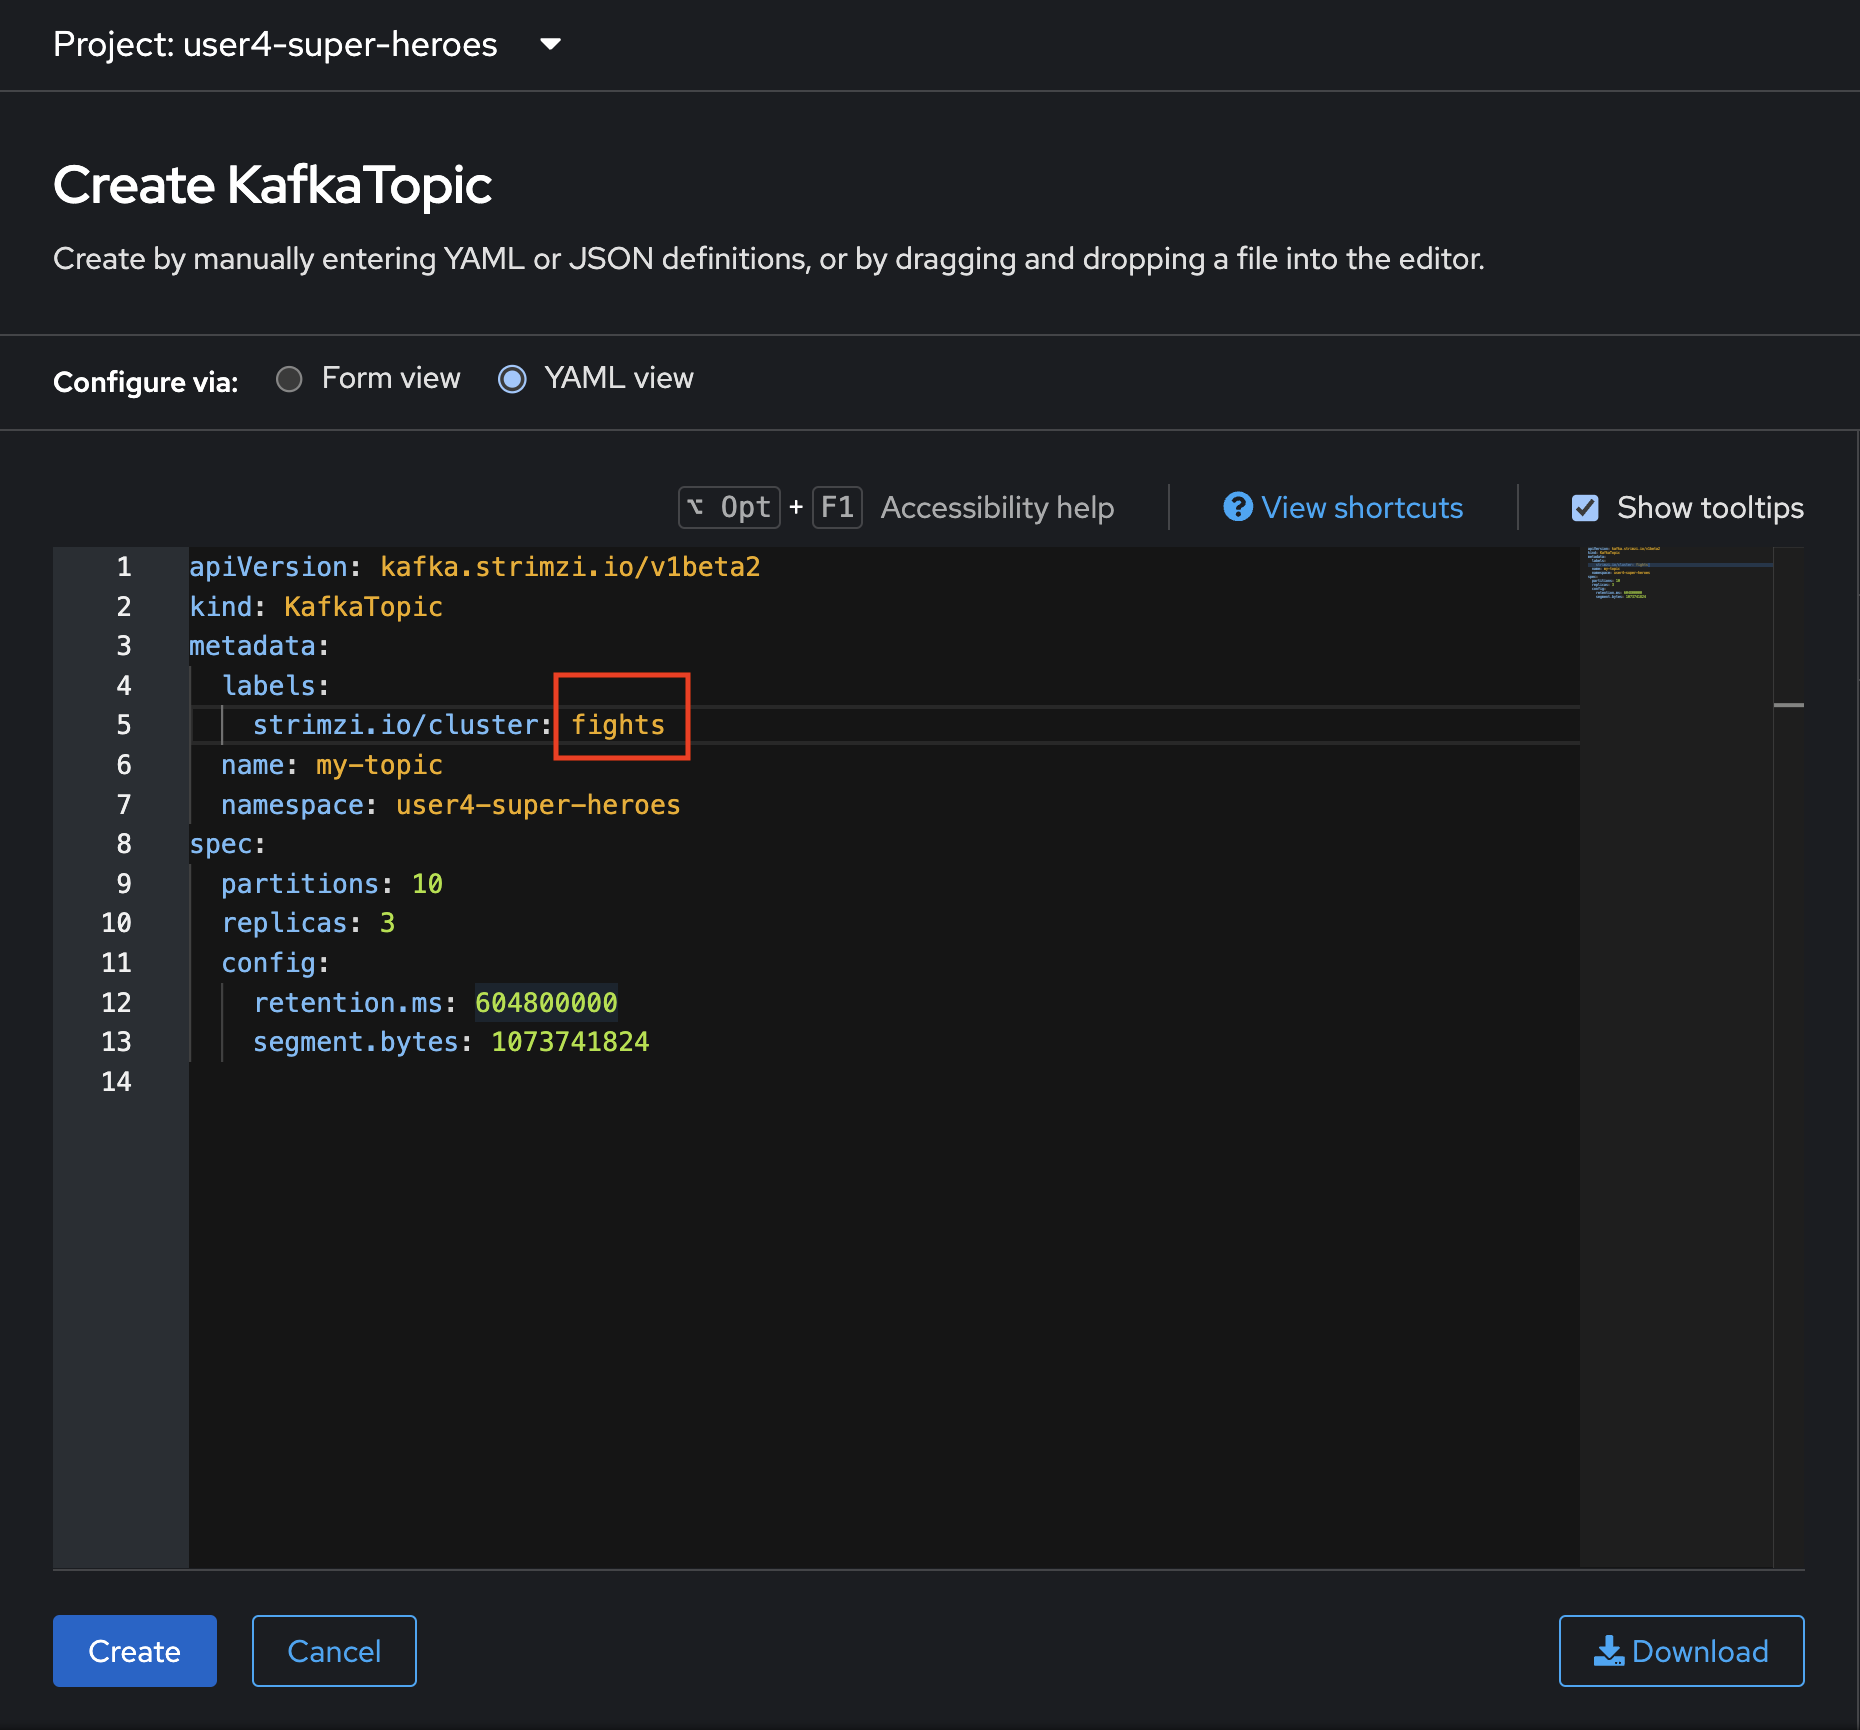 Project: user4-super-heroes
Create KafkaTopic
Create by manually entering YAML or JSON definitions, or by dragging and dropping a file into the editor.
Configure via: Form view YAML view
⌥ Opt + F1 Accessibility help View shortcuts Show tooltips
1 apiVersion: kafka.strimzi.io/v1beta2
2 kind: KafkaTopic
3 metadata:
4   labels:
5     strimzi.io/cluster: fights
6   name: my-topic
7   namespace: user4-super-heroes
8 spec:
9   partitions: 10
10   replicas: 3
11   config:
12     retention.ms: 604800000
13     segment.bytes: 1073741824
14
Create Cancel Download